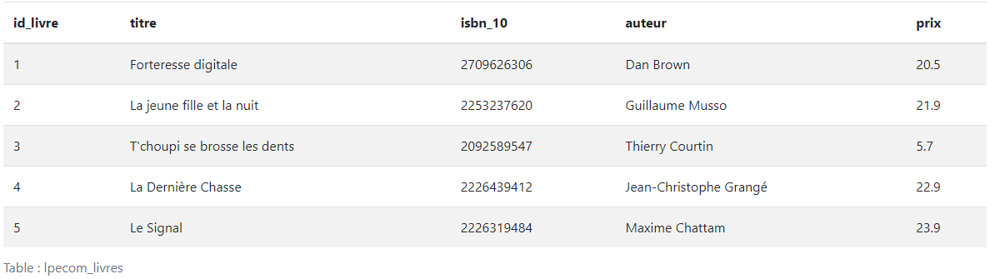 id_livre titre isbn_10 auteur prix
1 Forteresse digitale 2709626306 Dan Brown 20.5
2 La jeune fille et la nuit 2253237620 Guillaume Musso 21.9
3 T'choupi se brosse les dents 2092589547 Thierry Courtin 5.7
4 La Dernière Chasse 2226439412 Jean-Christophe Grangé 22.9
5 Le Signal 2226319484 Maxime Chattam 23.9
Table : lpecom_livres